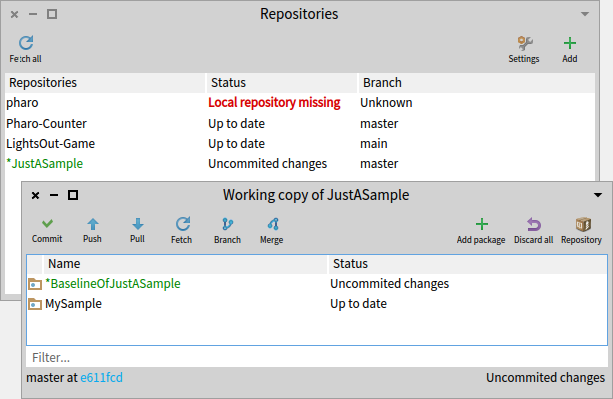 Repositories
Fetch all Settings Add
Repositories Status Branch
pharo Local repository missing Unknown
Pharo-Counter Up to date master
LightsOut-Game Up to date main
*JustASample Uncommited changes master
Working copy of JustASample
Commit Push Pull Fetch Branch Merge Add package Discard all Repository
Name Status
*BaselineOfJustASample Uncommited changes
MySample Up to date
Filter...
master at e611fcd Uncommited changes